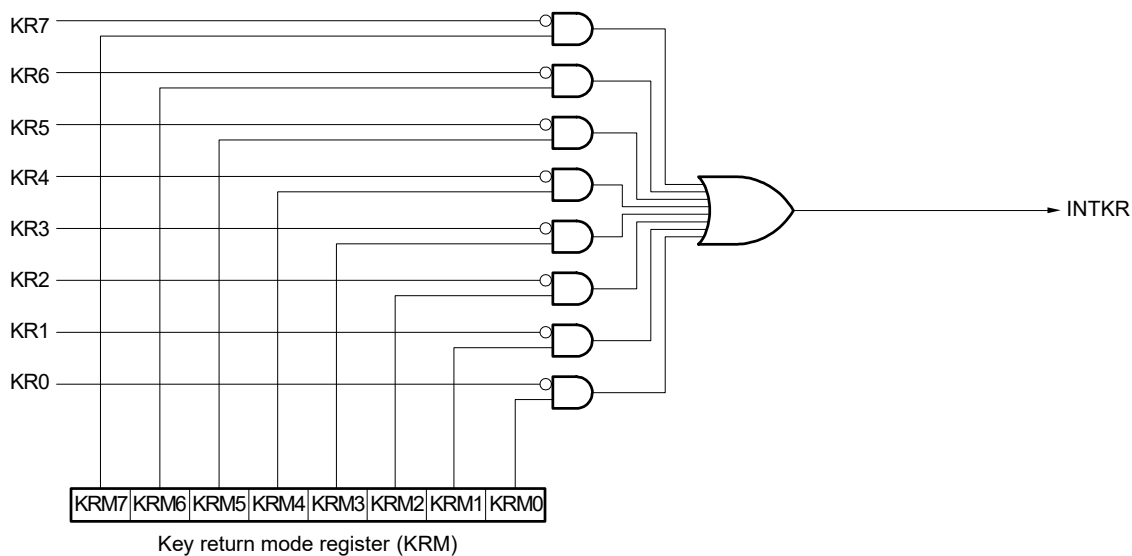 KR7
KR6
KR5
KR4
KR3
KR2
KR1
KR0
INTKR
KRM7 KRM6 KRM5 KRM4 KRM3 KRM2 KRM1 KRM0
Key return mode register (KRM)